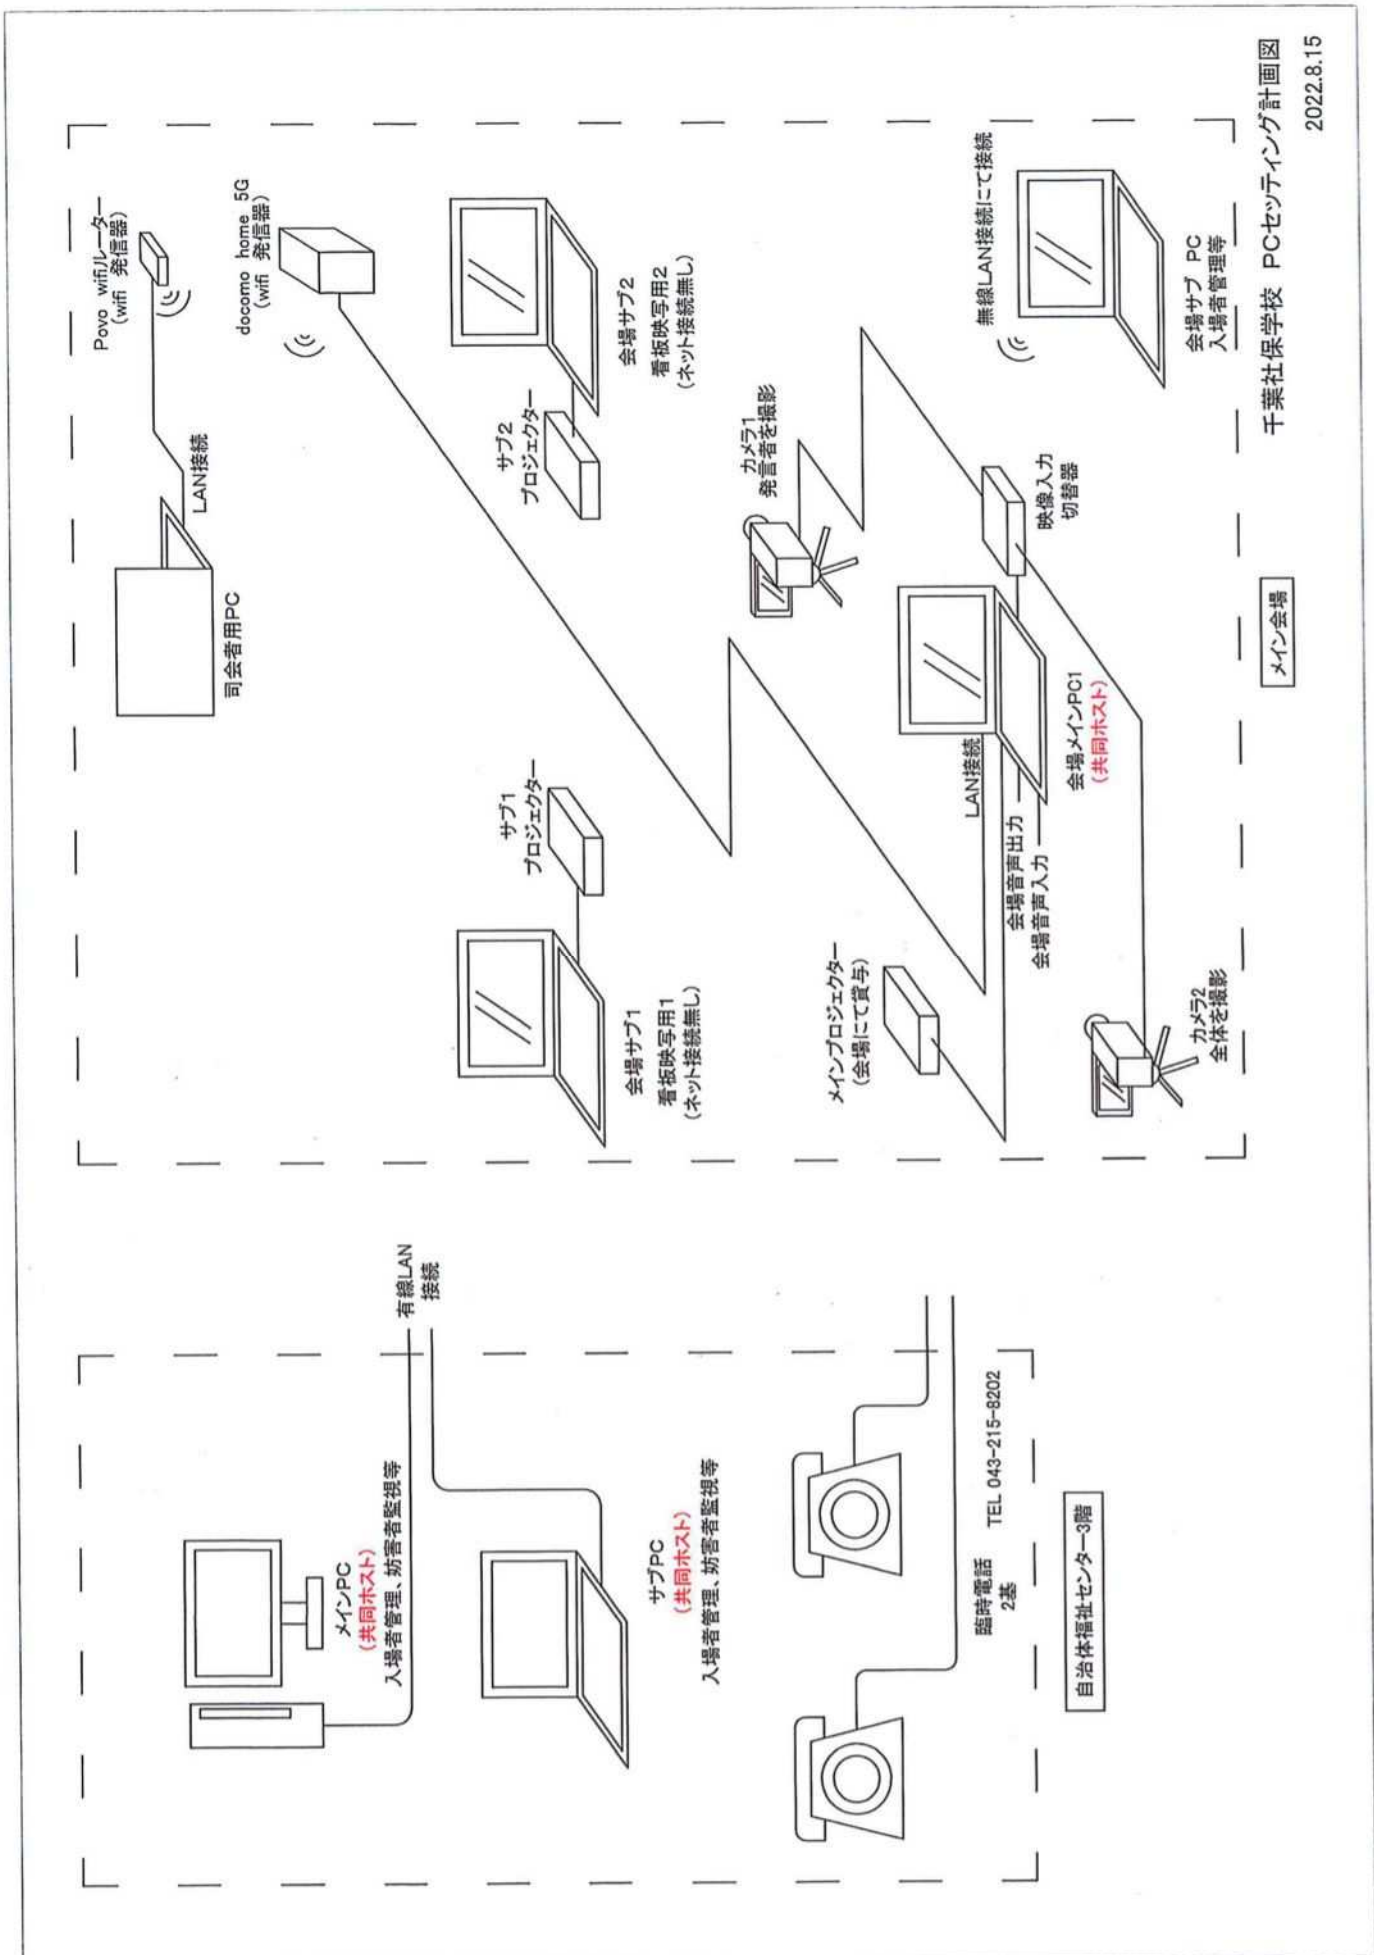 Povo wifiルーター
(wifi 発信器)
LAN接続
司会者用PC
docomo home 5G
(wifi 発信器)
サブ1
プロジェクター
会場サブ1
看板映写用1
(ネット接続無し)
サブ2
プロジェクター
会場サブ2
看板映写用2
(ネット接続無し)
カメラ1
発言者を撮影
メインプロジェクター
(会場にて貸与)
LAN接続
会場音声出力
会場音声入力
会場メインPC1
(共同ホスト)
映像入力
切替器
無線LAN接続にて接続
会場サブ PC
入場者管理等
カメラ2
全体を撮影
メイン会場
有線LAN
接続
メインPC
(共同ホスト)
入場者管理、妨害者監視等
サブPC
(共同ホスト)
入場者管理、妨害者監視等
臨時電話
2基
TEL 043-215-8202
自治体福祉センター3階
千葉社保学校 PCセッティング計画図
2022.8.15